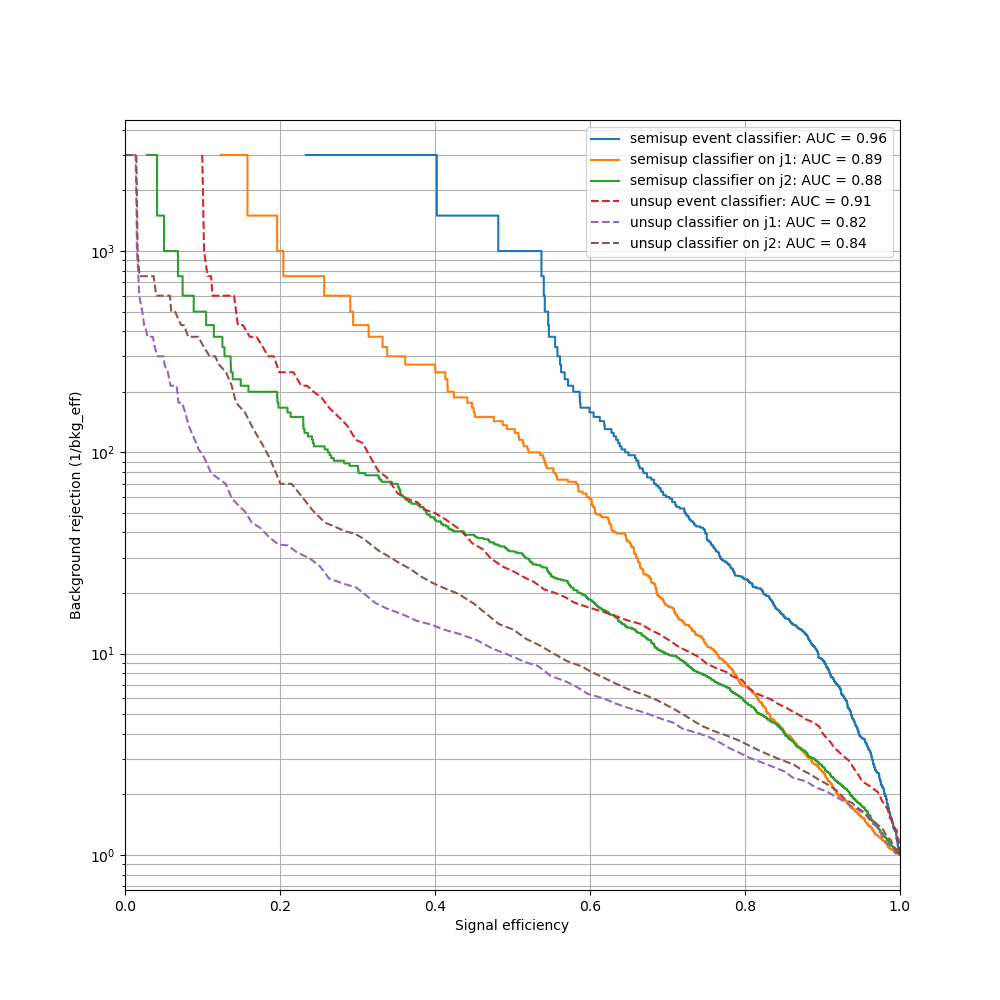 semisup event classifier: AUC = 0.96
semisup classifier on j1: AUC = 0.89
semisup classifier on j2: AUC = 0.88
unsup event classifier: AUC = 0.91
unsup classifier on j1: AUC = 0.82
unsup classifier on j2: AUC = 0.84
Background rejection (1/bkg_eff)
10³
10²
10¹
10⁰
0.0 0.2 0.4 0.6 0.8 1.0
Signal efficiency